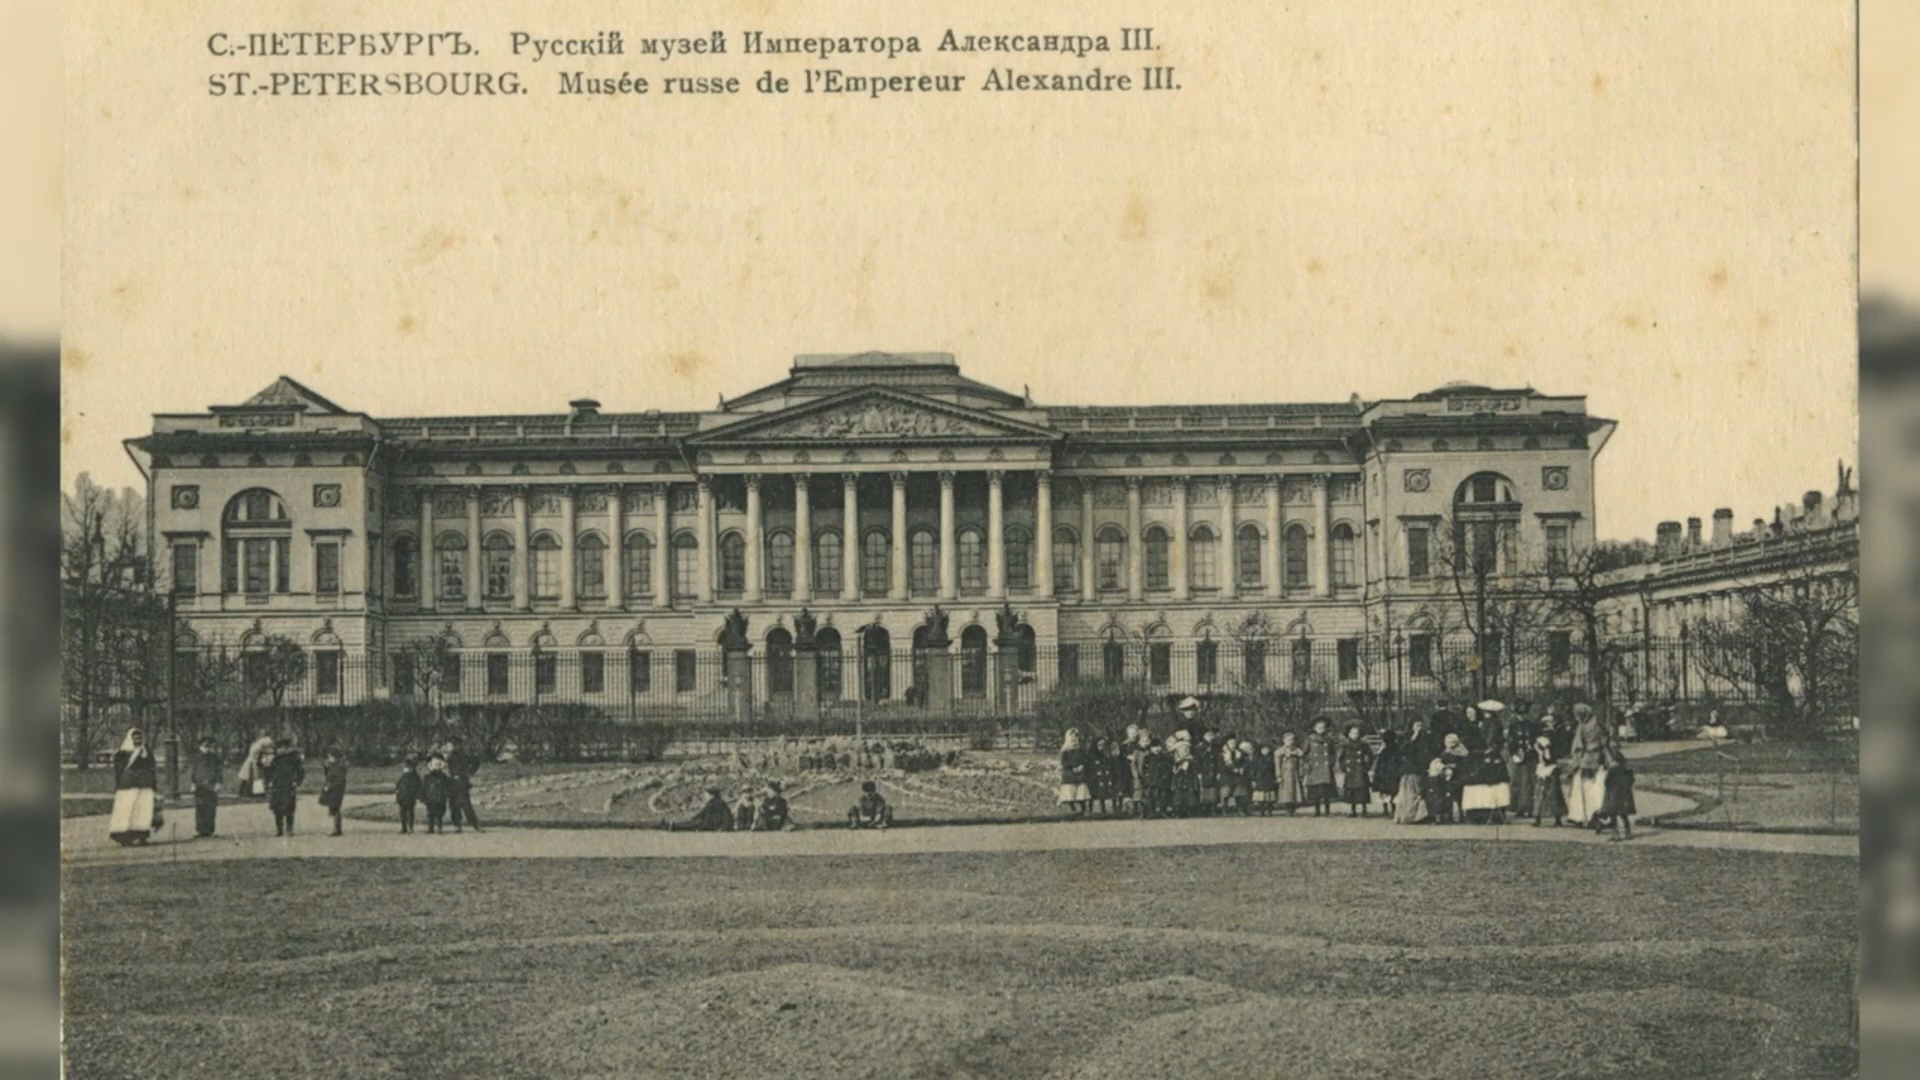 С.-ПЕТЕРБУРГЪ. Русскій музей Императора Александра III.
ST.-PETERSBOURG. Musée russe de l'Empereur Alexandre III.